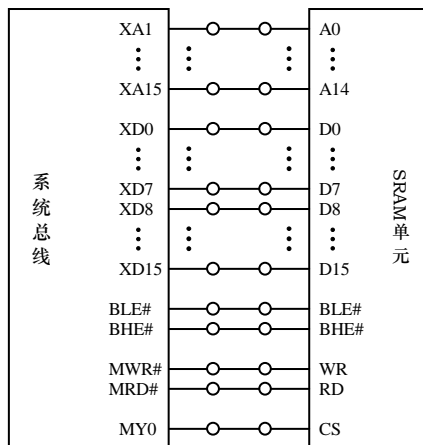 XA1 A0
XA15 A14
XD0 D0
XD7 D7
XD8 D8
XD15 D15
BLE# BLE#
BHE# BHE#
MWR# WR
MRD# RD
MY0 CS
系统总线
SRAM单元